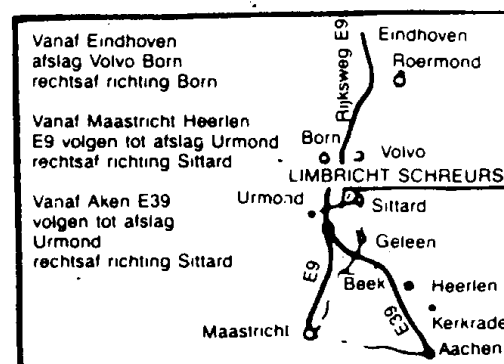 Vanaf Eindhoven
afslag Volvo Born
rechtsaf richting Born
Vanaf Maastricht Heerlen
E9 volgen tot afslag Urmond
rechtsaf richting Sittard
Vanaf Aken E39
volgen tot afslag
Urmond
rechtsaf richting Sittard
Rijksweg E9
Eindhoven
Roermond
Born
Volvo
LIMBRICHT SCHREURS
Urmond
Sittard
Geleen
E9
Beek
Heerlen
E39
Kerkrade
Maastricht
Aachen